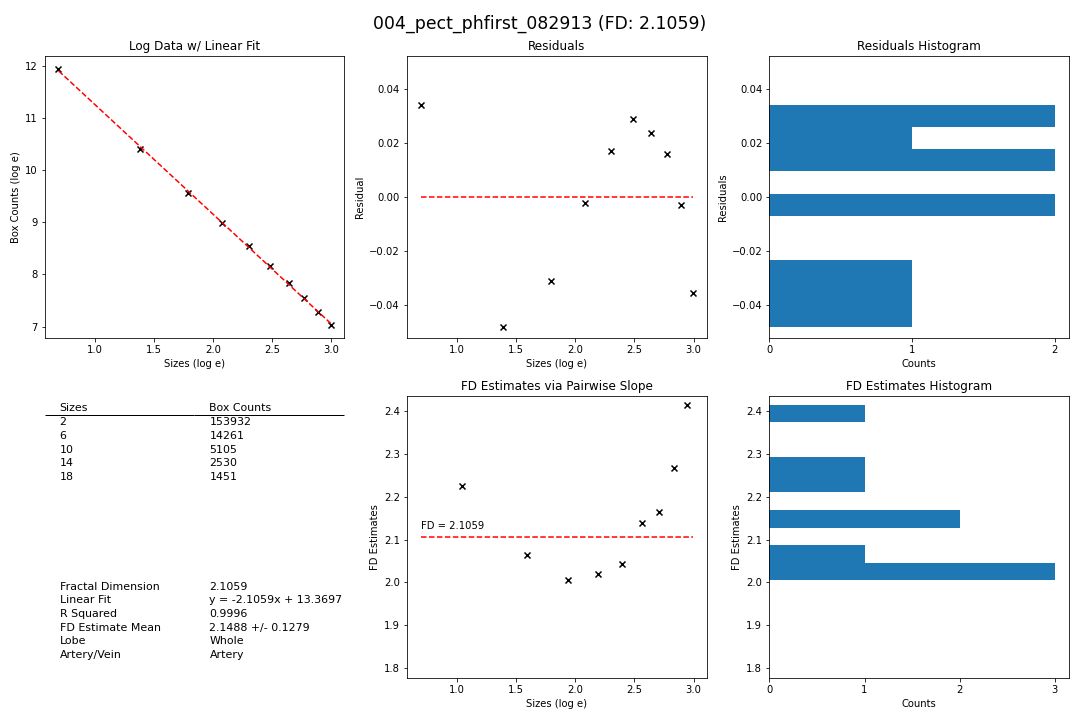 004_pect_phfirst_082913 (FD: 2.1059)
Log Data w/ Linear Fit
Box Counts (log e)
12
11
10
9
8
7
1.0 1.5 2.0 2.5 3.0
Sizes (log e)
Residuals
Residual
0.04
0.02
0.00
−0.02
−0.04
1.0 1.5 2.0 2.5 3.0
Sizes (log e)
Residuals Histogram
Residuals
0.04
0.02
0.00
−0.02
−0.04
0 1 2
Counts
Sizes Box Counts
2 153932
6 14261
10 5105
14 2530
18 1451
Fractal Dimension 2.1059
Linear Fit y = -2.1059x + 13.3697
R Squared 0.9996
FD Estimate Mean 2.1488 +/- 0.1279
Lobe Whole
Artery/Vein Artery
FD Estimates via Pairwise Slope
FD Estimates
2.4
2.3
2.2
2.1
2.0
1.9
1.8
FD = 2.1059
1.0 1.5 2.0 2.5 3.0
Sizes (log e)
FD Estimates Histogram
FD Estimates
2.4
2.3
2.2
2.1
2.0
1.9
1.8
0 1 2 3
Counts